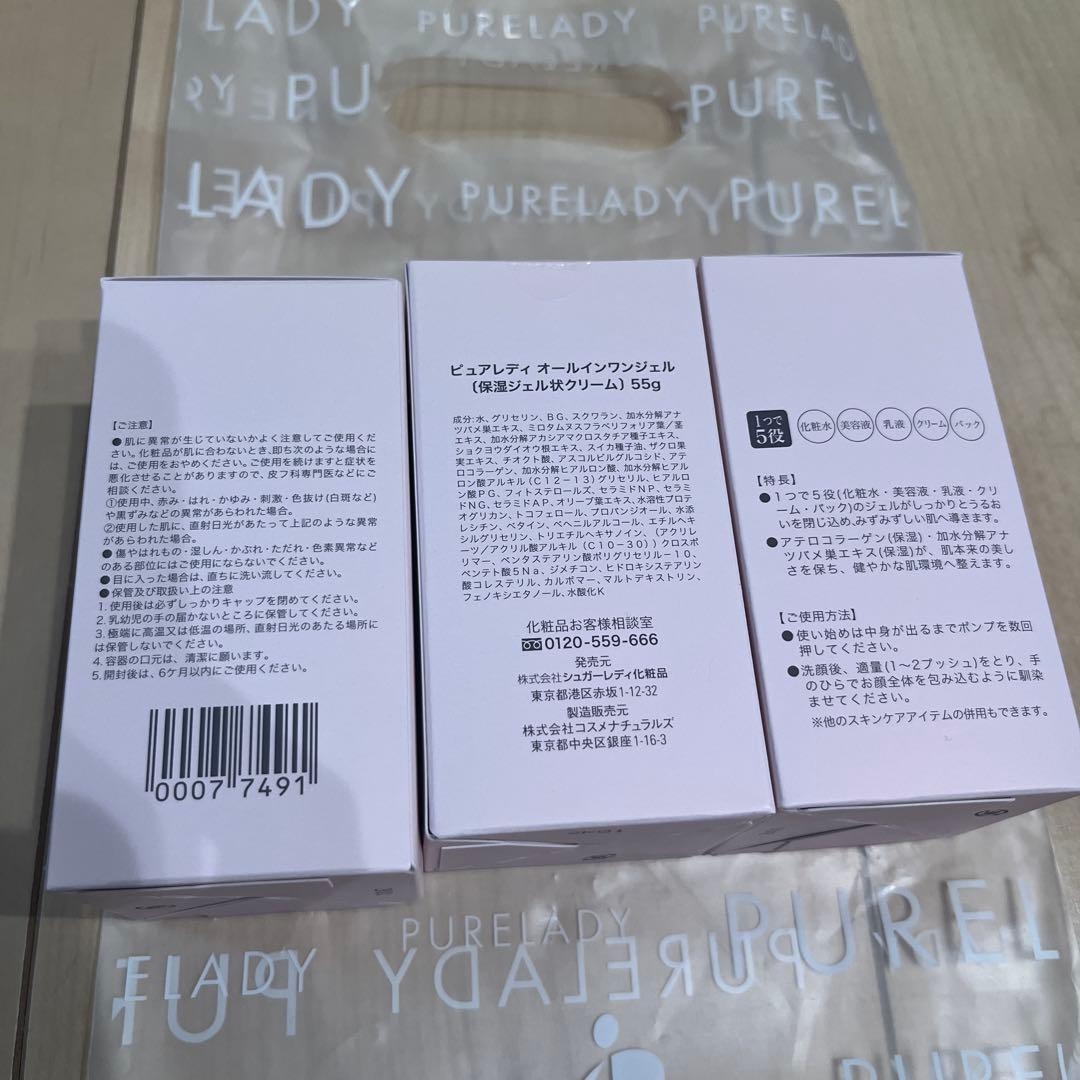 LADY PURELADY PURELADY
PU PUREL
LADY PURELADY PUREL
【ご注意】
●肌に異常が生じていないかよく注意してご使用くだ
さい。化粧品が肌に合わないとき、即ち次のような場合に
は、ご使用をおやめください。ご使用を続けますと症状を
悪化させることがありますので、皮フ科専門医などにご
相談ください。
①使用中、赤み・はれ・かゆみ・刺激・色抜け(白斑など)
や黒ずみなどの異常があらわれた場合。
②使用した肌に、直射日光があたって上記のような異常
があらわれた場合。
●傷やはれもの・湿しん・かぶれ・ただれ・色素異常など
のある部位にはご使用にならないでください。
●目に入った場合は、直ちに洗い流してください。
●保管及び取扱い上の注意
1.使用後は必ずしっかりキャップを閉めてください。
2.乳幼児の手の届かないところに保管してください。
3.極端に高温又は低温の場所、直射日光のあたる場所に
は保管しないでください。
4.容器の口元は、清潔に願います。
5.開封後は、6ケ月以内にご使用ください。
00077491
ピュアレディ オールインワンジェル
〔保湿ジェル状クリーム〕55g
成分:水、グリセリン、BG、スクワラン、加水分解アナ
ツバメ巣エキス、ミロタムヌスフラベリフォリア葉/茎
エキス、加水分解アカシアマクロスタチア種子エキス、
ショクヨウダイオウ根エキス、スイカ種子油、ザクロ果
実エキス、チオクト酸、アスコルビルグルコシド、アテ
ロコラーゲン、加水分解ヒアルロン酸、加水分解ヒアル
ロン酸アルキル(C12-13)グリセリル、ヒアルロ
ン酸PG、フィトステロールズ、セラミドNP、セラミ
ドNG、セラミドAP、オリーブ葉エキス、水溶性プロテ
オグリカン、トコフェロール、プロパンジオール、水添
レシチン、ベタイン、ベヘニルアルコール、エチルヘキ
シルグリセリン、トリエチルヘキサノイン、(アクリレ
ーツ/アクリル酸アルキル(C10-30))クロスポ
リマー、ペンタステアリン酸ポリグリセリル-10、
ペンテト酸5Na、ジメチコン、ヒドロキシステアリン
酸コレステリル、カルボマー、マルトデキストリン、
フェノキシエタノール、水酸化K
化粧品お客様相談室
0120-559-666
発売元
株式会社シュガーレディ化粧品
東京都港区赤坂1-12-32
製造販売元
株式会社コスメナチュラルズ
東京都中央区銀座1-16-3
1つで
5役
化粧水 美容液 乳液 クリーム パック
【特長】
●1つで5役(化粧水・美容液・乳液・クリ
ーム・パック)のジェルがしっかりとうるお
いを閉じ込め、みずみずしい肌へ導きます。
●アテロコラーゲン(保湿)・加水分解アナ
ツバメ巣エキス(保湿)が、肌本来の美し
さを保ち、健やかな肌環境へ整えます。
【ご使用方法】
●使い始めは中身が出るまでポンプを数回
押してください。
●洗顔後、適量(1〜2プッシュ)をとり、手
のひらでお顔全体を包み込むように馴染
ませてください。
※他のスキンケアアイテムの併用もできます。
PURELADY PUREL
ELADY
PUREL